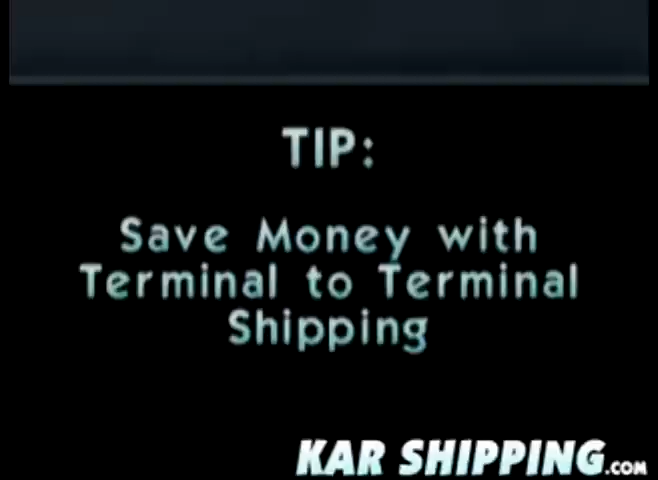 TIP:
Save Money with
Terminal to Terminal
Shipping
KAR SHIPPING.COM